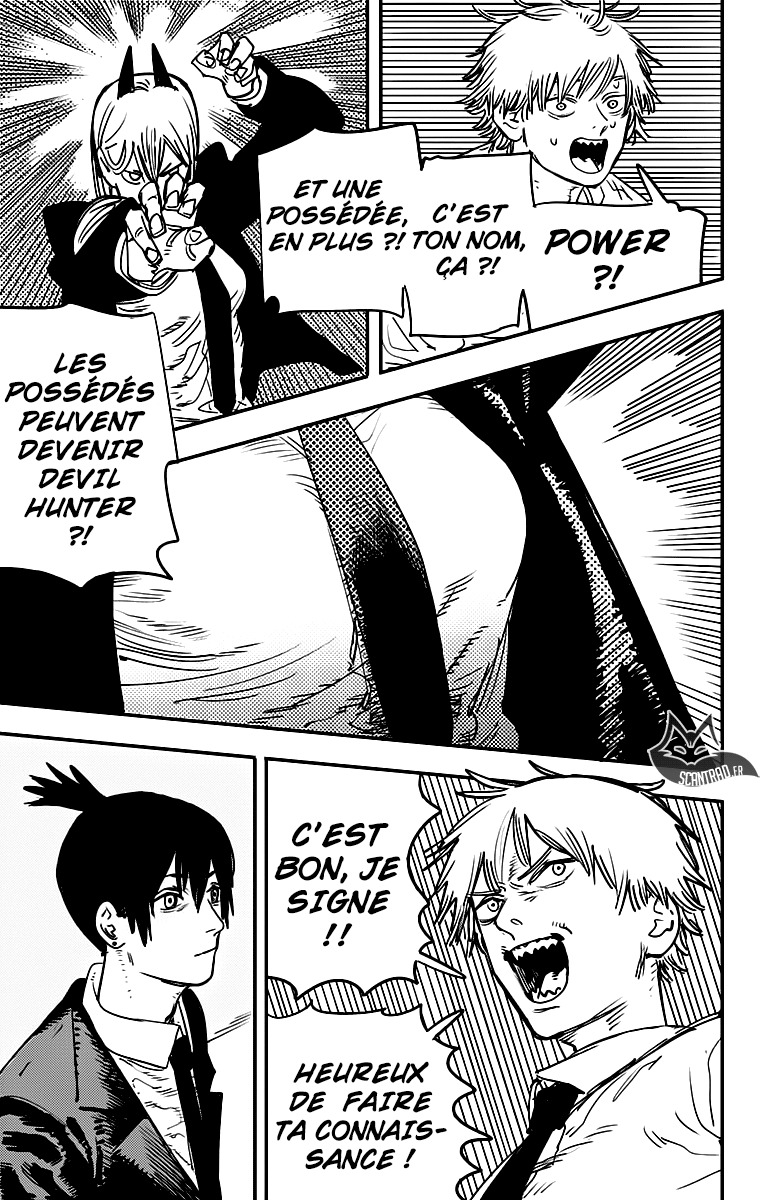 POWER
?!
C'EST
TON NOM,
ÇA ?!
ET UNE
POSSÉDÉE,
EN PLUS ?!
LES
POSSÉDÉS
PEUVENT
DEVENIR
DEVIL
HUNTER
?!
SCANTRAD.FR
C'EST
BON, JE
SIGNE
!!
HEUREUX
DE FAIRE
TA CONNAIS-
SANCE !